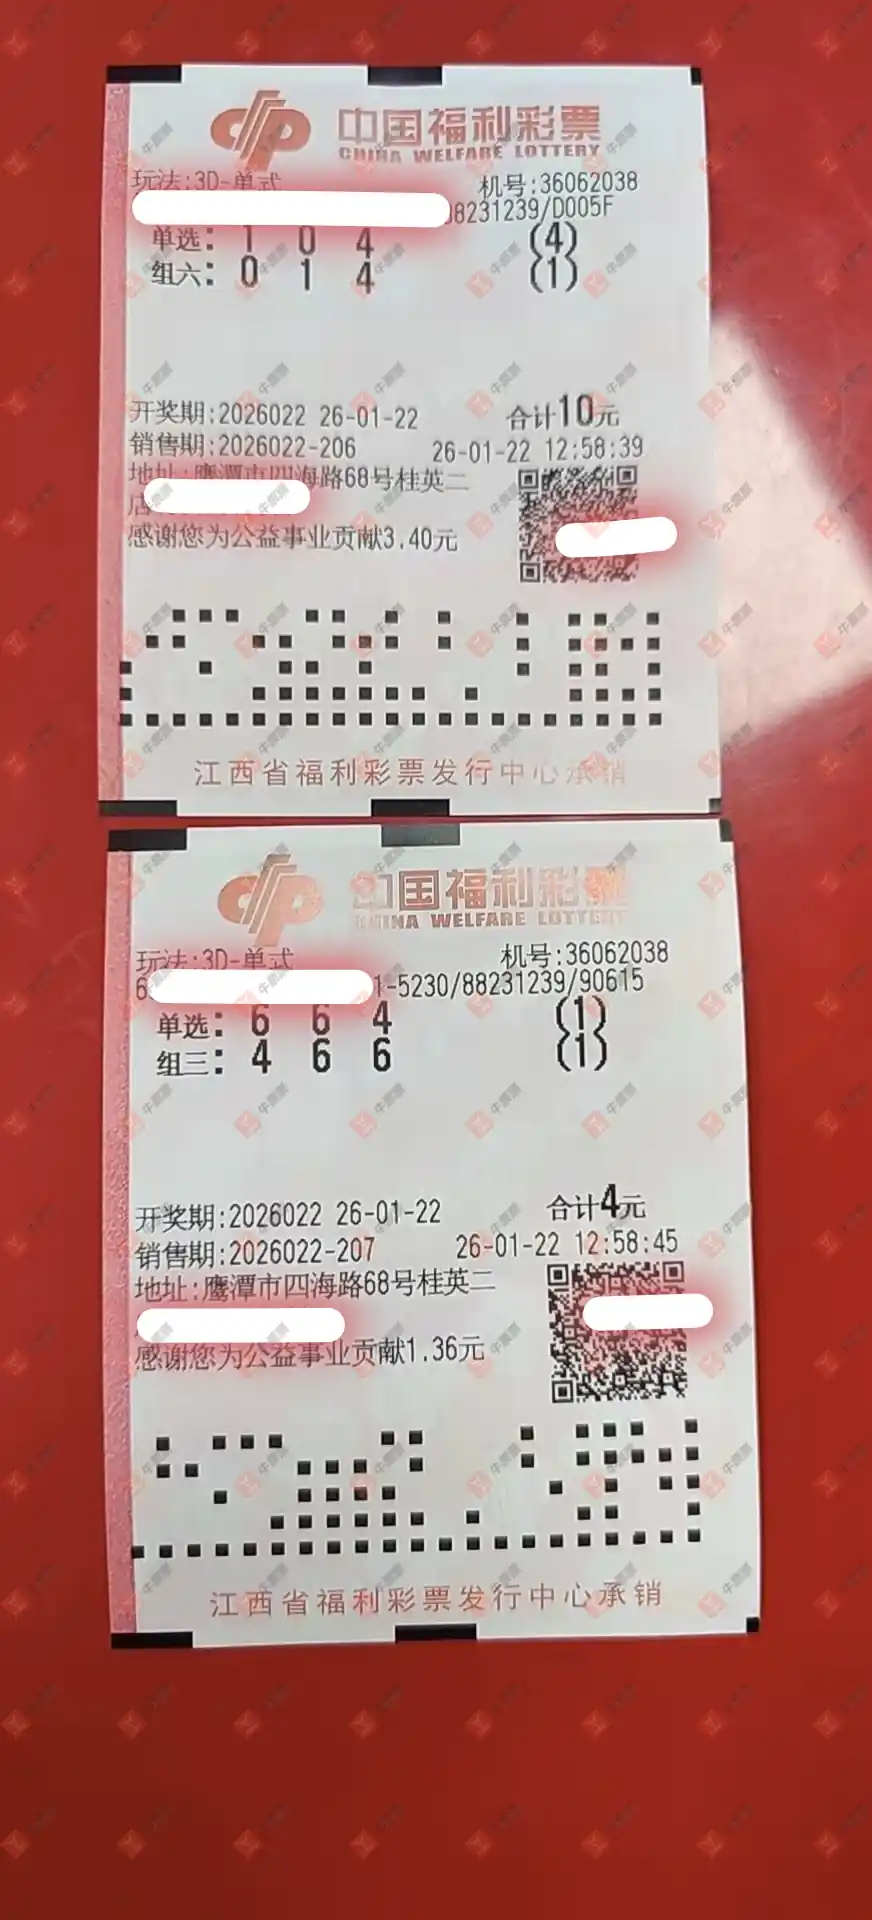 中国福利彩票
CHINA WELFARE LOTTERY
玩法:3D-单式 机号:36062038
8231239/D005F
单选: 1 0 4 (4)
组六: 0 1 4 (1)
开奖期:2026022 26-01-22 合计10元
销售期:2026022-206 26-01-22 12:58:39
地址:鹰潭市四海路68号桂英二
店
感谢您为公益事业贡献3.40元
江西省福利彩票发行中心承销
中国福利彩票
CHINA WELFARE LOTTERY
玩法:3D-单式 机号:36062038
6 1-5230/88231239/90615
单选: 6 6 4 (1)
组三: 4 6 6 (1)
开奖期:2026022 26-01-22 合计4元
销售期:2026022-207 26-01-22 12:58:45
地址:鹰潭市四海路68号桂英二
感谢您为公益事业贡献1.36元
江西省福利彩票发行中心承销